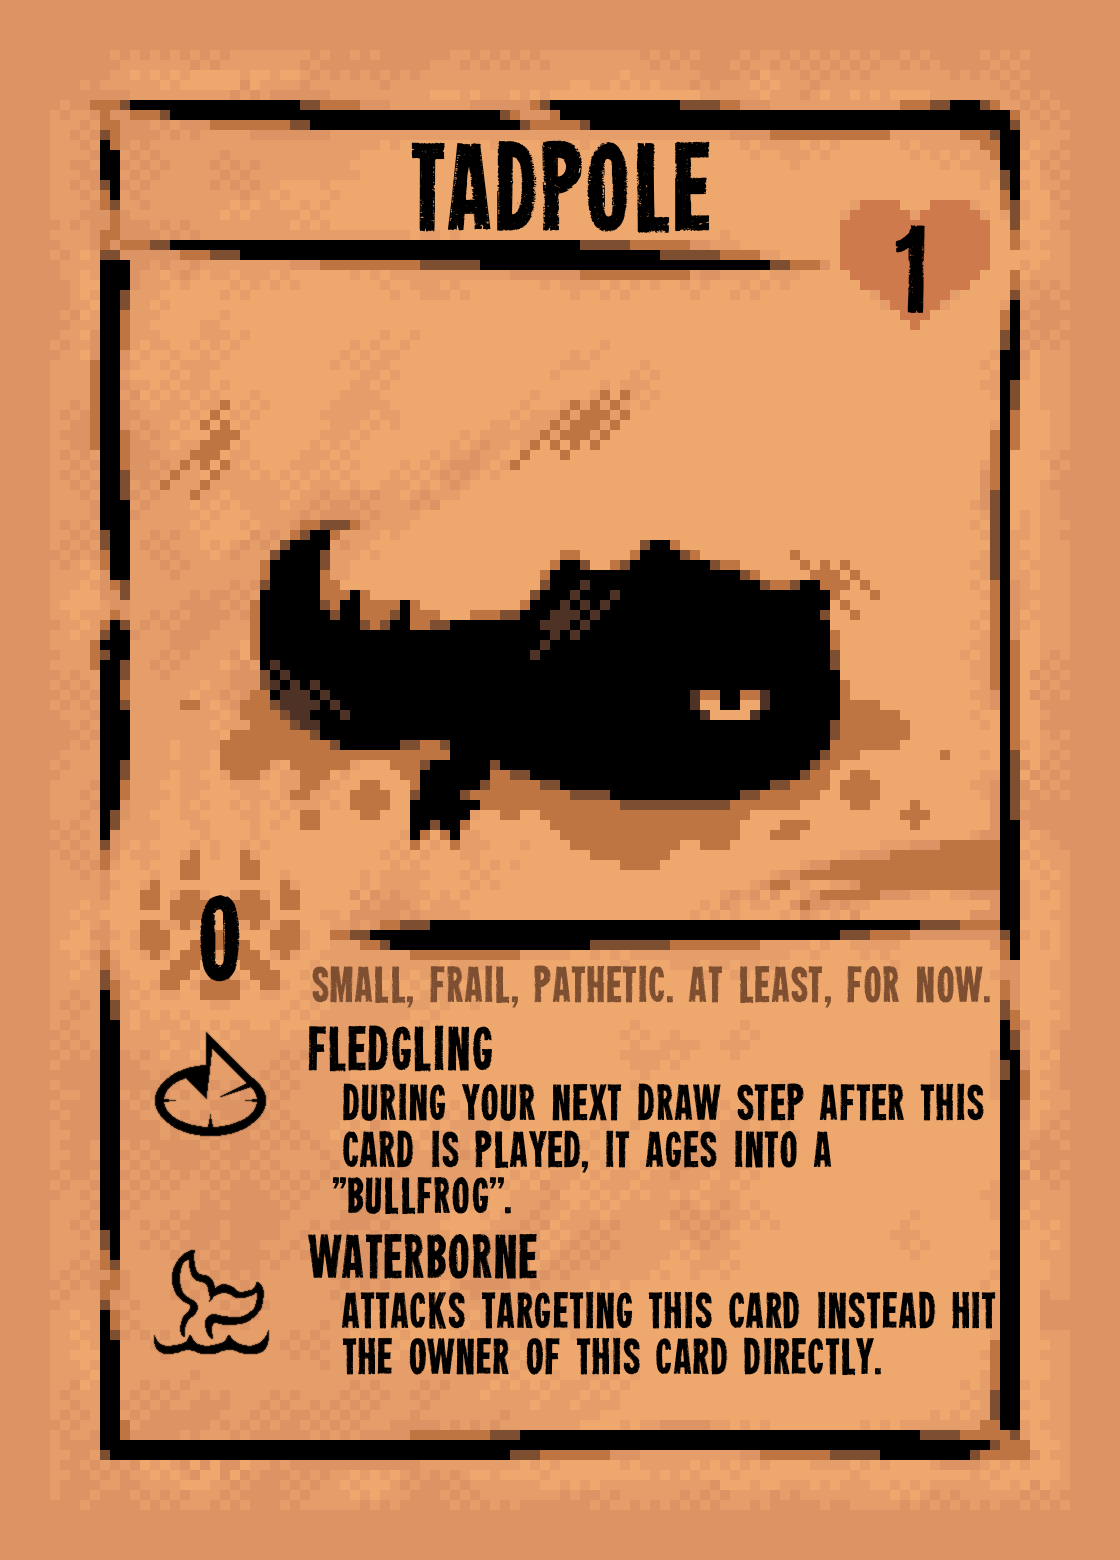 TADPOLE
1
0
SMALL, FRAIL, PATHETIC. AT LEAST, FOR NOW.
FLEDGLING
DURING YOUR NEXT DRAW STEP AFTER THIS
CARD IS PLAYED, IT AGES INTO A
"BULLFROG".
WATERBORNE
ATTACKS TARGETING THIS CARD INSTEAD HIT
THE OWNER OF THIS CARD DIRECTLY.